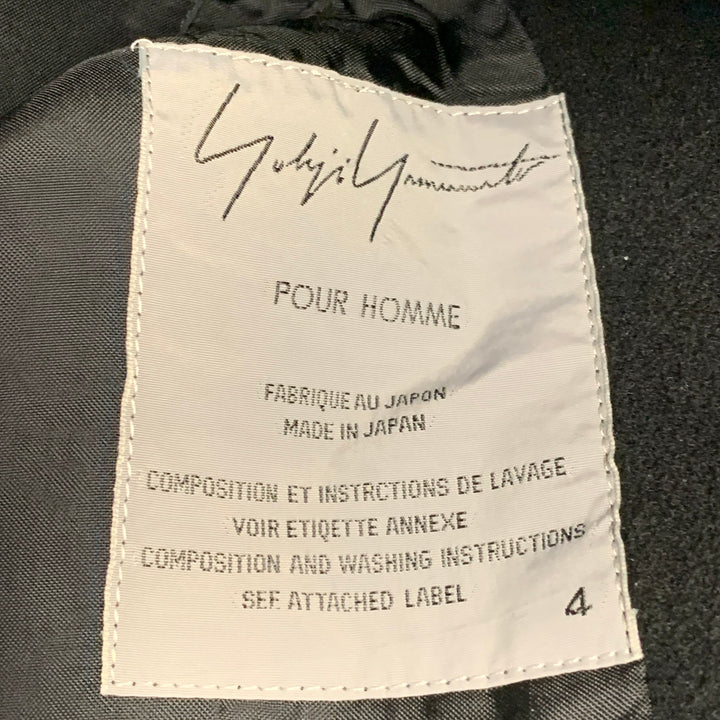 Yohji Yamamoto
POUR HOMME
FABRIQUE AU JAPON
MADE IN JAPAN
COMPOSITION ET INSTRCTIONS DE LAVAGE
VOIR ETIQETTE ANNEXE
COMPOSITION AND WASHING INSTRUCTIONS
SEE ATTACHED LABEL
4